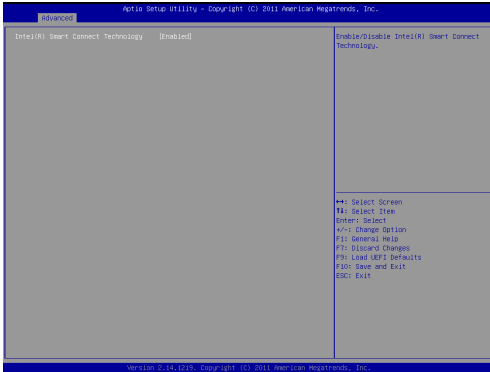 Aptio Setup Utility - Copyright (C) 2011 American Megatrends, Inc.
Advanced
Intel(R) Smart Connect Technology [Enabled]
Enable/Disable Intel(R) Smart Connect
Technology.
↔: Select Screen
↑↓: Select Item
Enter: Select
+/-: Change Option
F1: General Help
F7: Discard Changes
F9: Load UEFI Defaults
F10: Save and Exit
ESC: Exit
Version 2.14.1219. Copyright (C) 2011 American Megatrends, Inc.